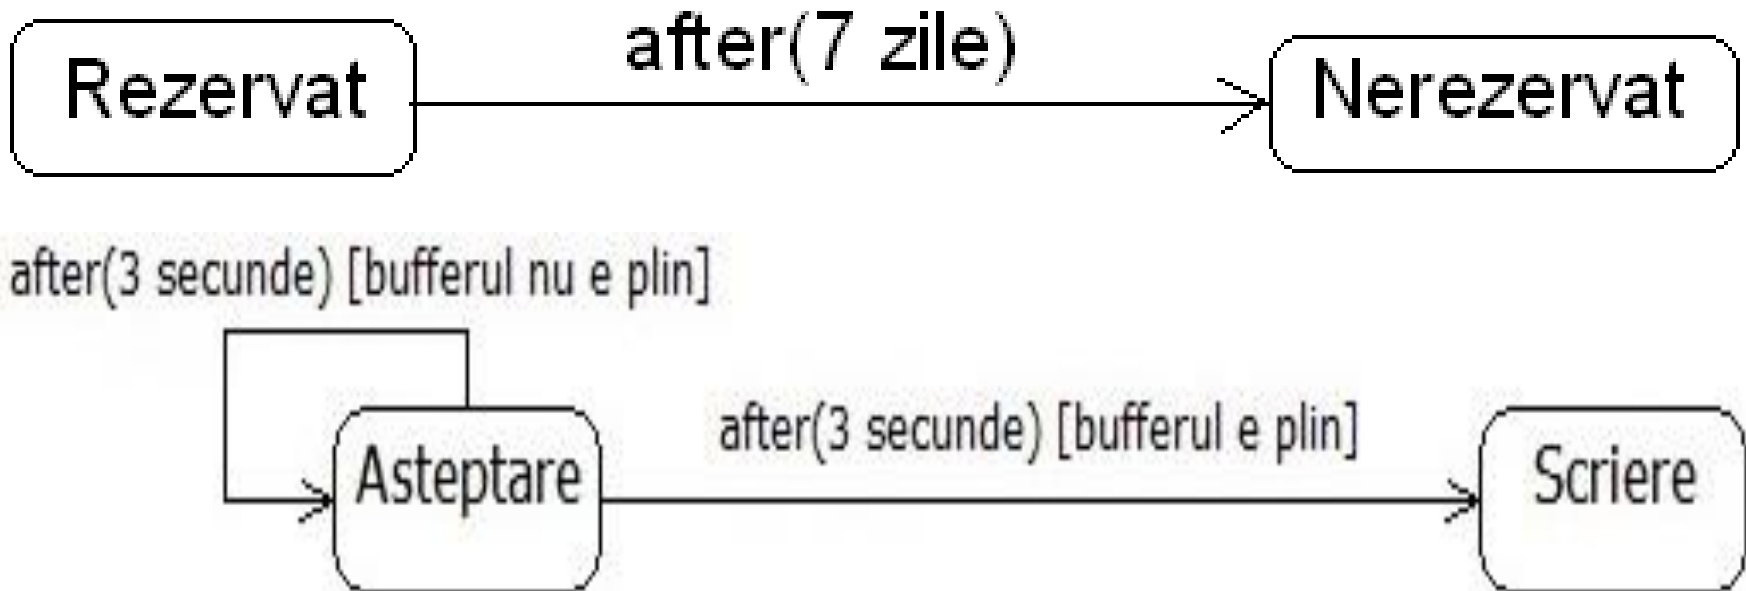 after(7 zile)
Rezervat
Nerezervat
after(3 secunde) [bufferul nu e plin]
after(3 secunde) [bufferul e plin]
Asteptare
Scriere